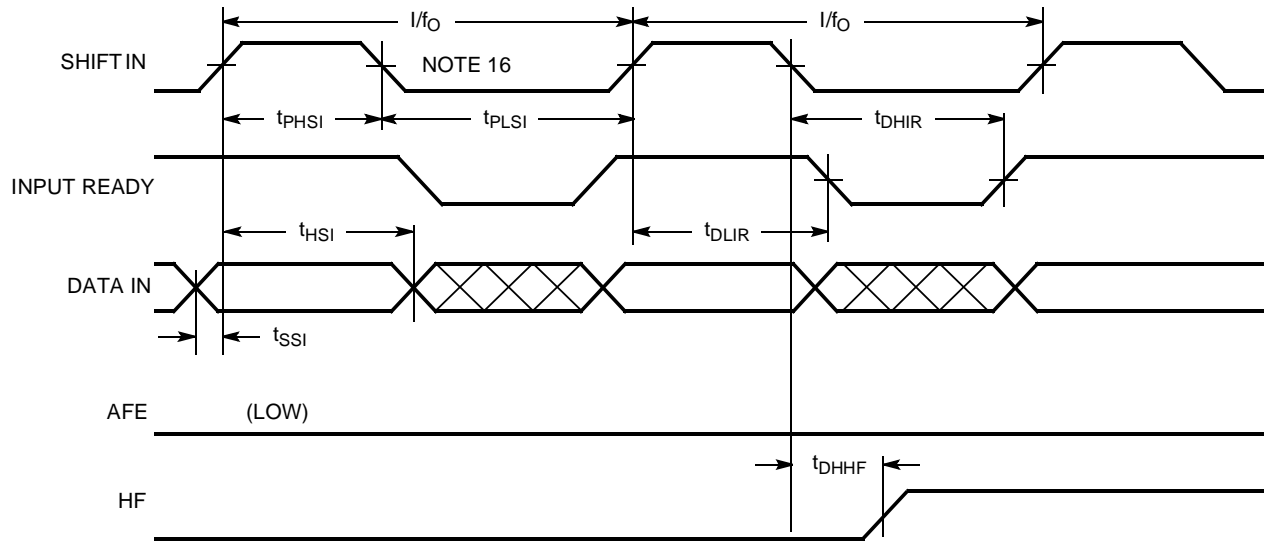 I/fO I/fO
SHIFT IN NOTE 16
tPHSI tPLSI tDHIR
INPUT READY
tHSI tDLIR
DATA IN
tSSI
AFE (LOW)
tDHHF
HF